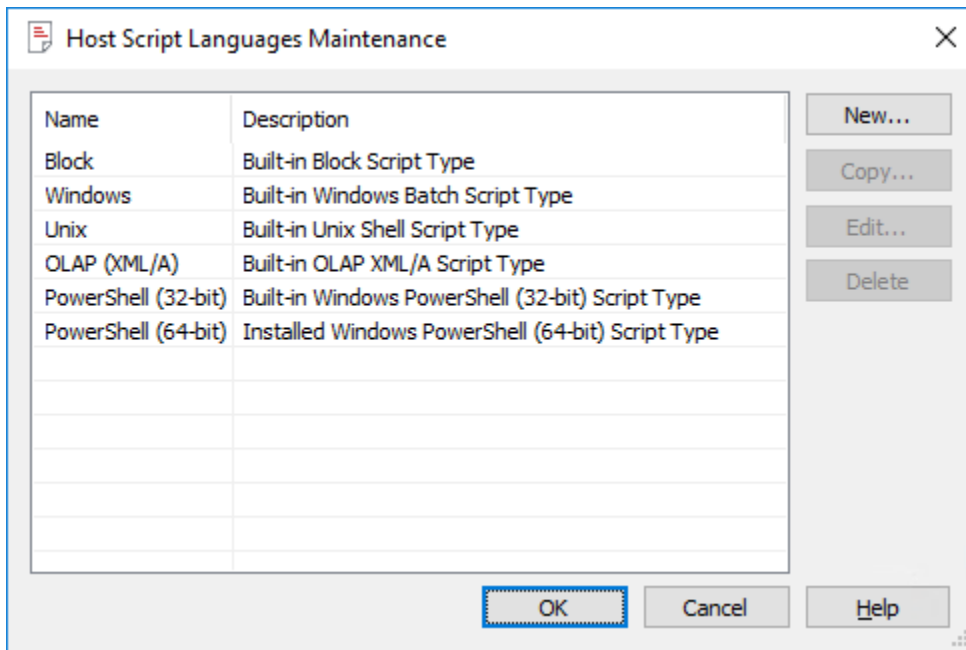 Host Script Languages Maintenance
Name Description
Block Built-in Block Script Type
Windows Built-in Windows Batch Script Type
Unix Built-in Unix Shell Script Type
OLAP (XML/A) Built-in OLAP XML/A Script Type
PowerShell (32-bit) Built-in Windows PowerShell (32-bit) Script Type
PowerShell (64-bit) Installed Windows PowerShell (64-bit) Script Type
New...
Copy...
Edit...
Delete
OK Cancel Help